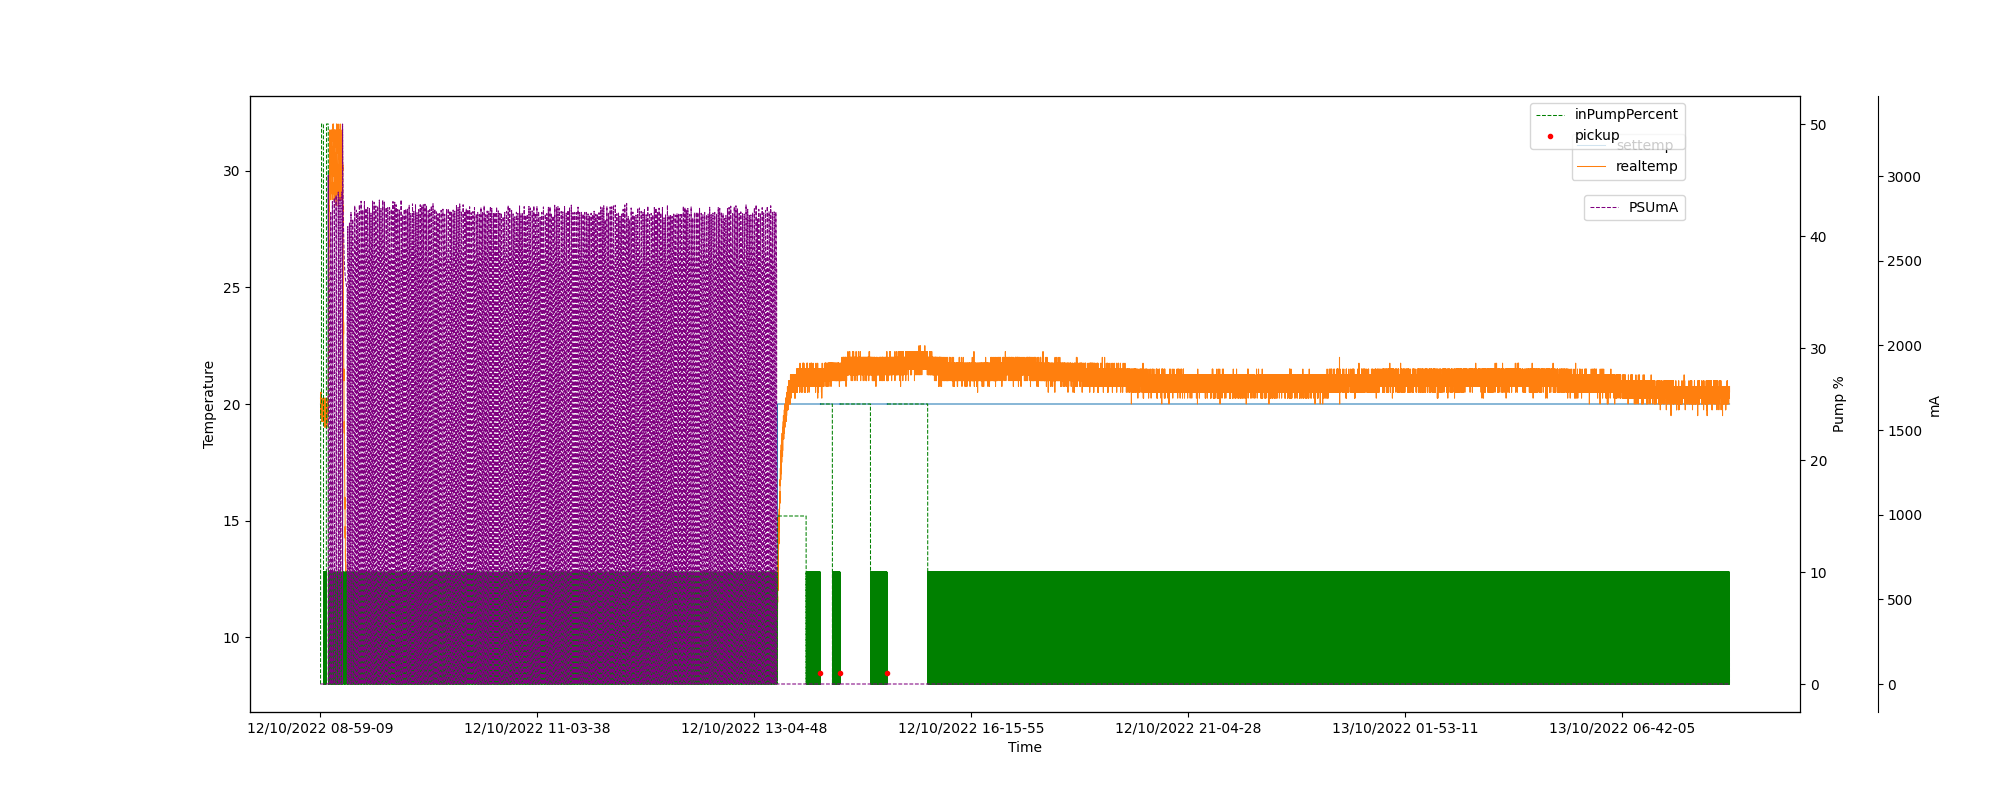 inPumpPercent
pickup
settemp
realtemp
PSUmA
30
25
20
15
10
Temperature
50
40
30
20
10
0
Pump %
3000
2500
2000
1500
1000
500
0
mA
12/10/2022 08-59-09
12/10/2022 11-03-38
12/10/2022 13-04-48
12/10/2022 16-15-55
12/10/2022 21-04-28
13/10/2022 01-53-11
13/10/2022 06-42-05
Time